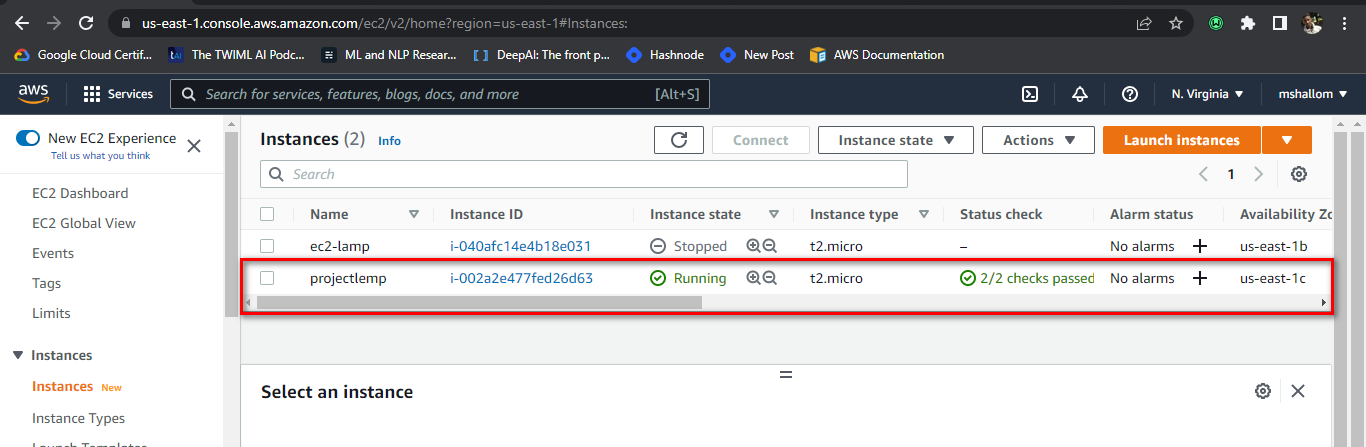 us-east-1.console.aws.amazon.com/ec2/v2/home?region=us-east-1#Instances:
Google Cloud Certif... The TWIML AI Podc... ML and NLP Resear... DeepAI: The front p... Hashnode New Post AWS Documentation
aws Services Search for services, features, blogs, docs, and more [Alt+S] N. Virginia mshallom
New EC2 Experience
Tell us what you think
EC2 Dashboard
EC2 Global View
Events
Tags
Limits
Instances
Instances New
Instance Types
Launch Templates
Instances (2) Info Connect Instance state Actions Launch instances
Search 1
Name Instance ID Instance state Instance type Status check Alarm status Availability Zo
ec2-lamp i-040afc14e4b18e031 Stopped t2.micro – No alarms + us-east-1b
projectlemp i-002a2e477fed26d63 Running t2.micro 2/2 checks passed No alarms + us-east-1c
Select an instance